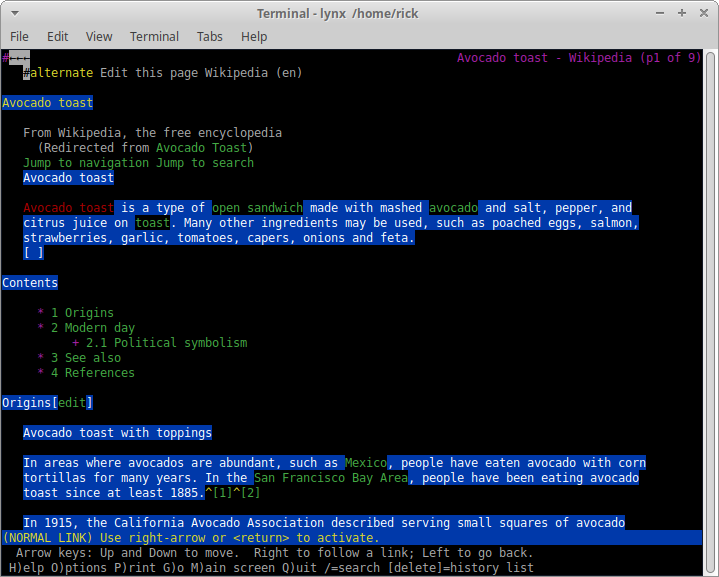 Terminal - lynx /home/rick
File Edit View Terminal Tabs Help
#←←← Avocado toast - Wikipedia (p1 of 9)
#alternate Edit this page Wikipedia (en)
Avocado toast
From Wikipedia, the free encyclopedia
(Redirected from Avocado Toast)
Jump to navigation Jump to search
Avocado toast
Avocado toast is a type of open sandwich made with mashed avocado and salt, pepper, and
citrus juice on toast. Many other ingredients may be used, such as poached eggs, salmon,
strawberries, garlic, tomatoes, capers, onions and feta.
[ ]
Contents
* 1 Origins
* 2 Modern day
+ 2.1 Political symbolism
* 3 See also
* 4 References
Origins[edit]
Avocado toast with toppings
In areas where avocados are abundant, such as Mexico, people have eaten avocado with corn
tortillas for many years. In the San Francisco Bay Area, people have been eating avocado
toast since at least 1885.^[1]^[2]
In 1915, the California Avocado Association described serving small squares of avocado
(NORMAL LINK) Use right-arrow or <return> to activate.
Arrow keys: Up and Down to move. Right to follow a link; Left to go back.
H)elp O)ptions P)rint G)o M)ain screen Q)uit /=search [delete]=history list